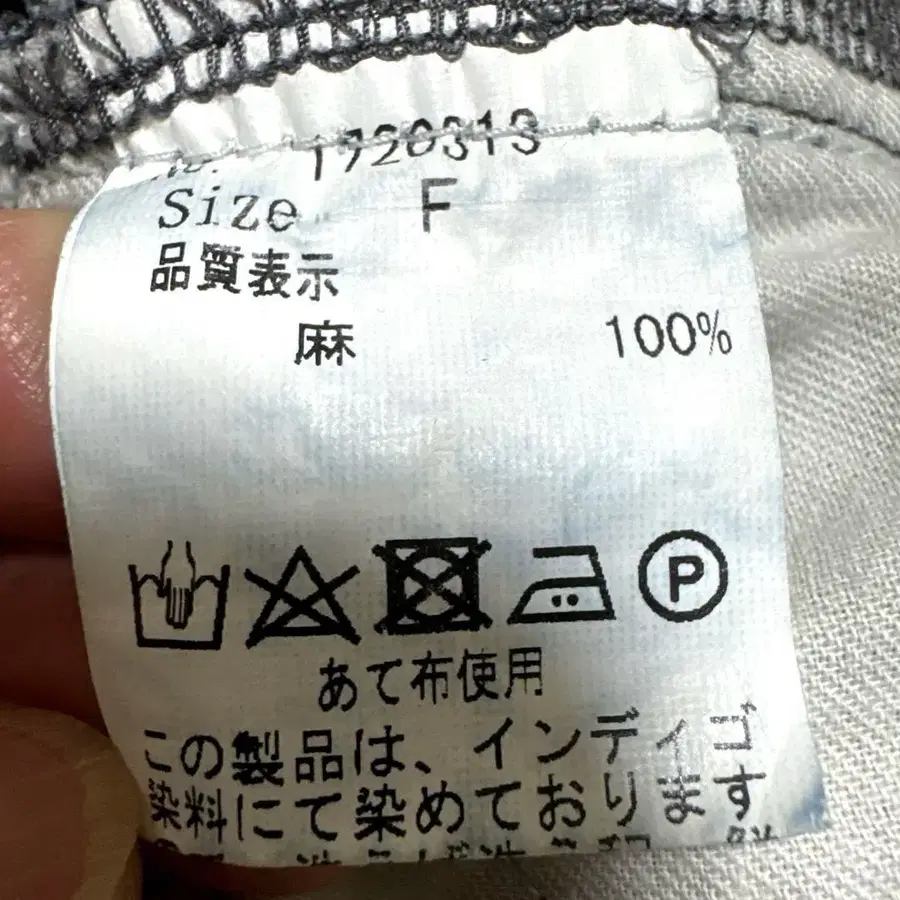 No. 1720313
Size F
品質表示
麻 100%
P
あて布使用
この製品は、インディゴ
染料にて染めております